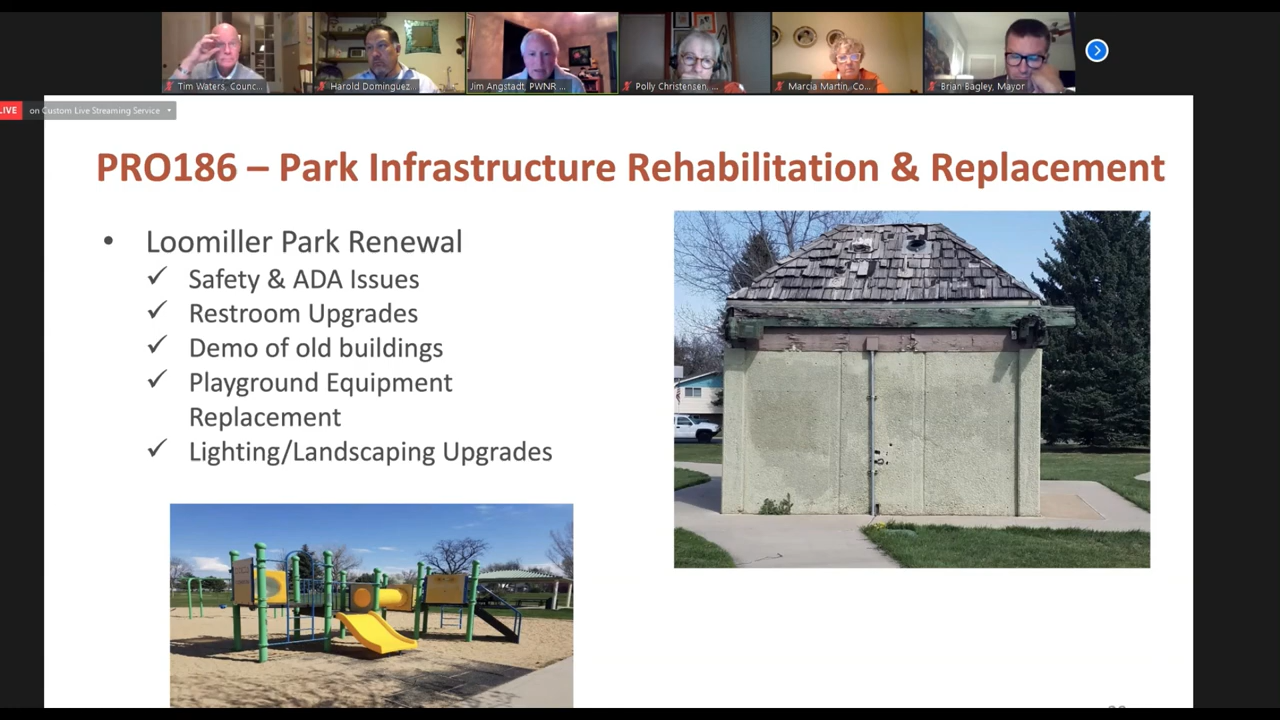 Tim Waters, Counc...
Harold Dominguez...
Jim Angstadt, PWNR ...
Polly Christensen, ...
Marcia Martin, Co...
Brian Bagley, Mayor
LIVE on Custom Live Streaming Service
PRO186 – Park Infrastructure Rehabilitation & Replacement
• Loomiller Park Renewal
✓ Safety & ADA Issues
✓ Restroom Upgrades
✓ Demo of old buildings
✓ Playground Equipment
Replacement
✓ Lighting/Landscaping Upgrades